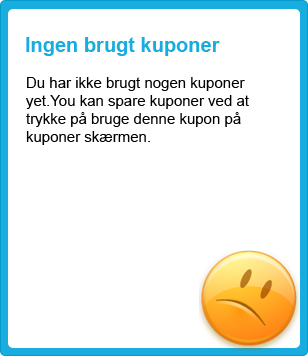 Ingen brugt kuponer
Du har ikke brugt nogen kuponer
yet.You kan spare kuponer ved at
trykke på bruge denne kupon på
kuponer skærmen.